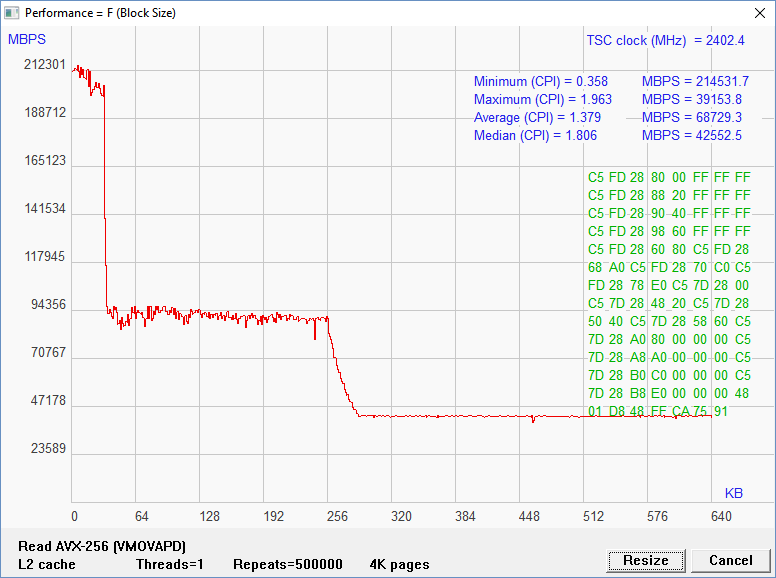 Performance = F (Block Size)
MBPS
TSC clock (MHz) = 2402.4
212301
188712
165123
141534
117945
94356
70767
47178
23589
Minimum (CPI) = 0.358 MBPS = 214531.7
Maximum (CPI) = 1.963 MBPS = 39153.8
Average (CPI) = 1.379 MBPS = 68729.3
Median (CPI) = 1.806 MBPS = 42552.5
C5 FD 28 80 00 FF FF FF
C5 FD 28 88 20 FF FF FF
C5 FD 28 90 40 FF FF FF
C5 FD 28 98 60 FF FF FF
C5 FD 28 60 80 C5 FD 28
68 A0 C5 FD 28 70 C0 C5
FD 28 78 E0 C5 7D 28 00
C5 7D 28 48 20 C5 7D 28
50 40 C5 7D 28 58 60 C5
7D 28 A0 80 00 00 00 C5
7D 28 A8 A0 00 00 00 C5
7D 28 B0 C0 00 00 00 C5
7D 28 B8 E0 00 00 00 48
01 D8 48 FF CA 75 91
KB
0 64 128 192 256 320 384 448 512 576 640
Read AVX-256 (VMOVAPD)
L2 cache Threads=1 Repeats=500000 4K pages
Resize Cancel